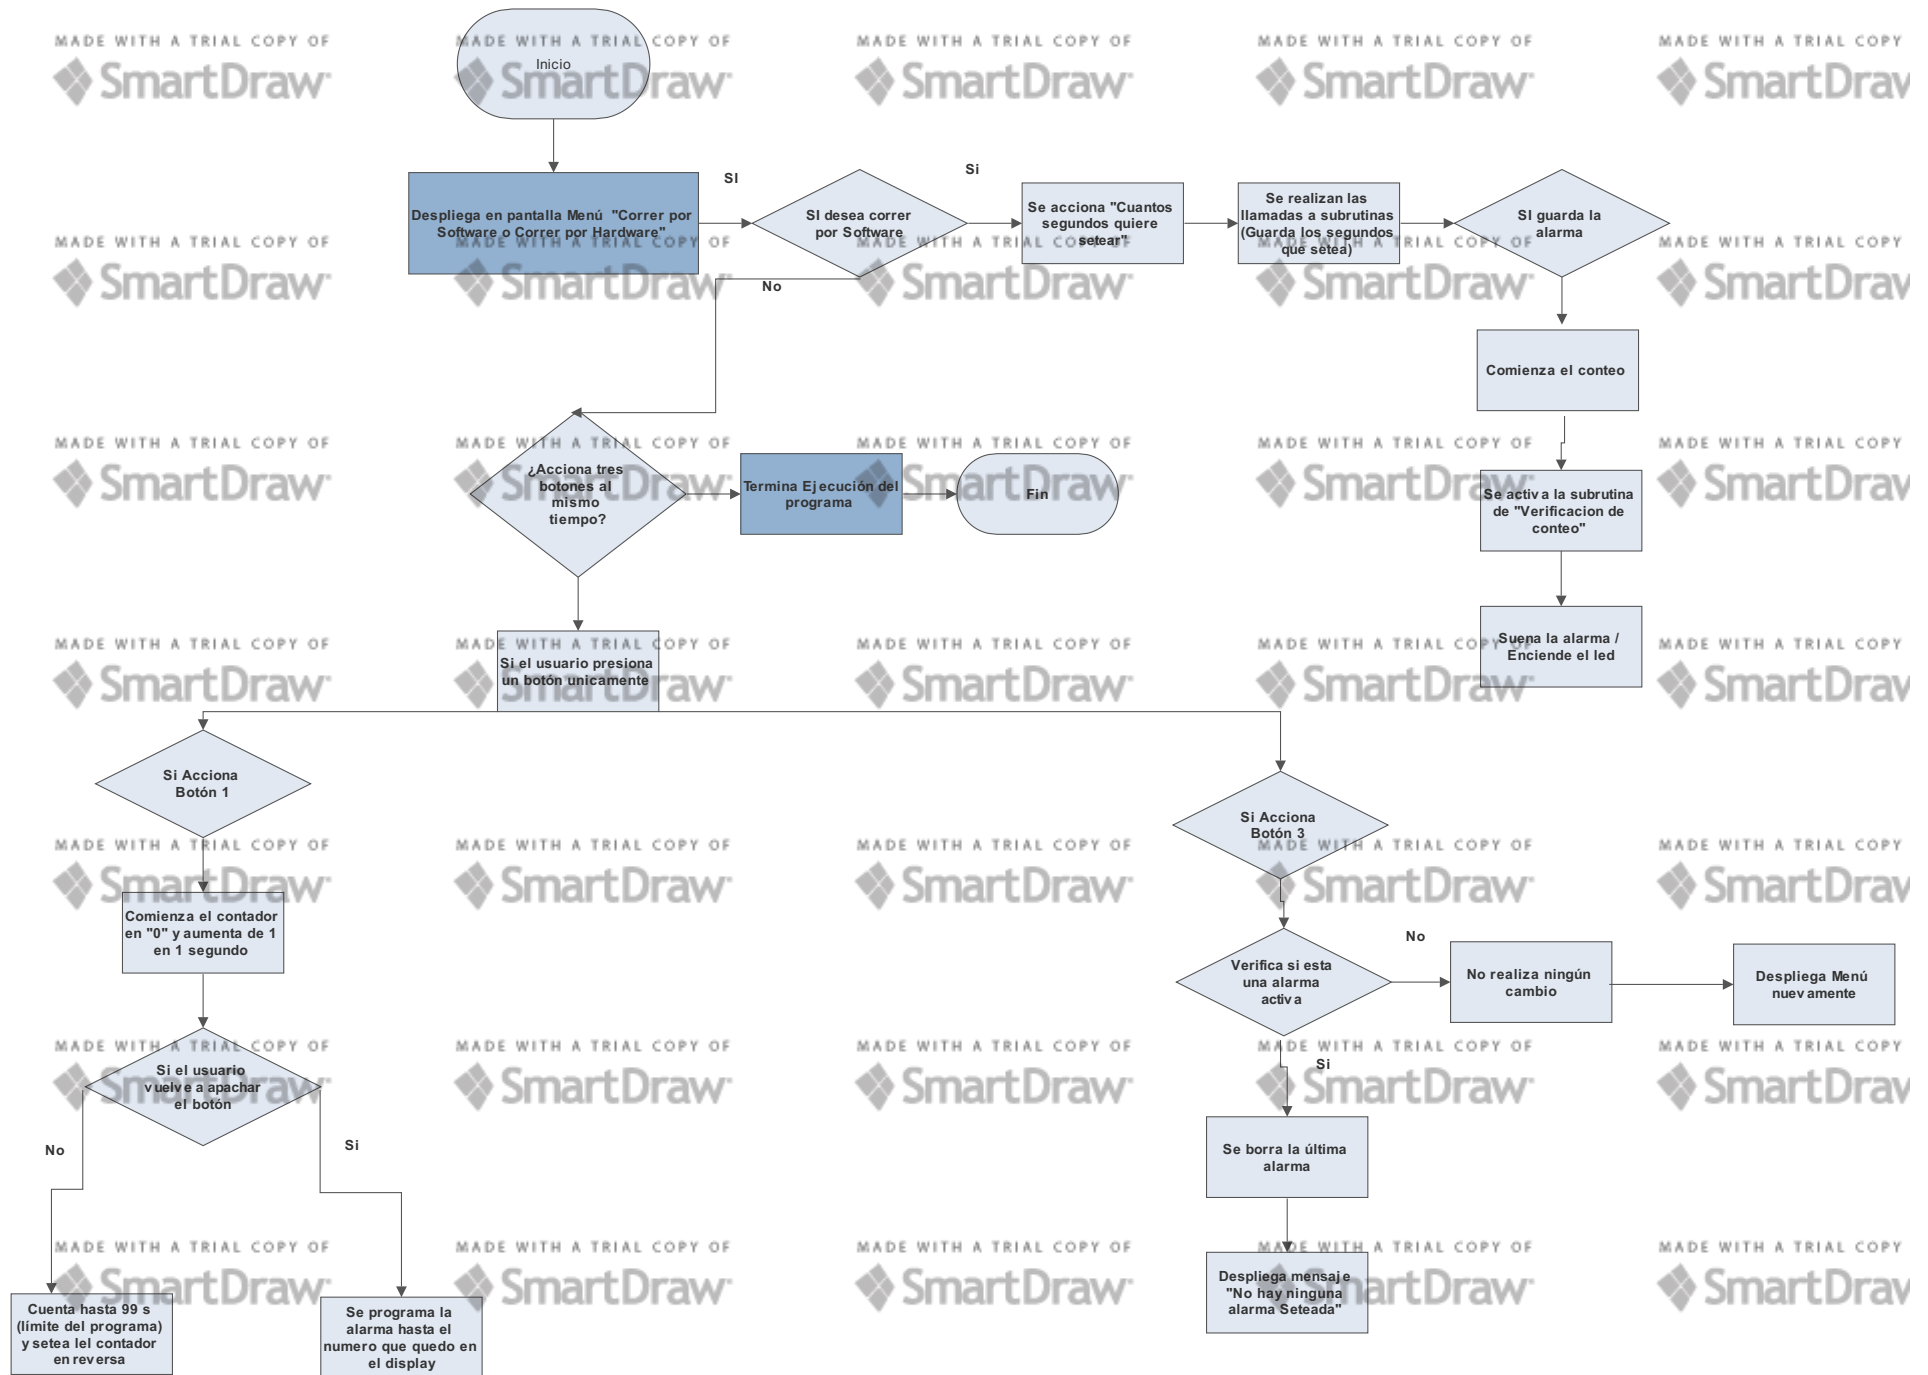 Inicio
Despliega en pantalla Menú "Correr por
Software o Correr por Hardware"
SI
SI desea correr
por Software
Si
No
Se acciona "Cuantos
segundos quiere
setear"
Se realizan las
llamadas a subrutinas
(Guarda los segundos
que setea)
SI guarda la
alarma
Comienza el conteo
Se activa la subrutina
de "Verificacion de
conteo"
Suena la alarma /
Enciende el led
¿Acciona tres
botones al
mismo
tiempo?
Termina Ejecución del
programa
Fin
Si el usuario presiona
un botón unicamente
Si Acciona
Botón 1
Comienza el contador
en "0" y aumenta de 1
en 1 segundo
Si el usuario
vuelve a apachar
el botón
No
Si
Cuenta hasta 99 s
(límite del programa)
y setea lel contador
en reversa
Se programa la
alarma hasta el
numero que quedo en
el display
Si Acciona
Botón 3
Verifica si esta
una alarma
activa
No
No realiza ningún
cambio
Despliega Menú
nuevamente
Si
Se borra la última
alarma
Despliega mensaje
"No hay ninguna
alarma Seteada"
MADE WITH A TRIAL COPY OF
SmartDraw